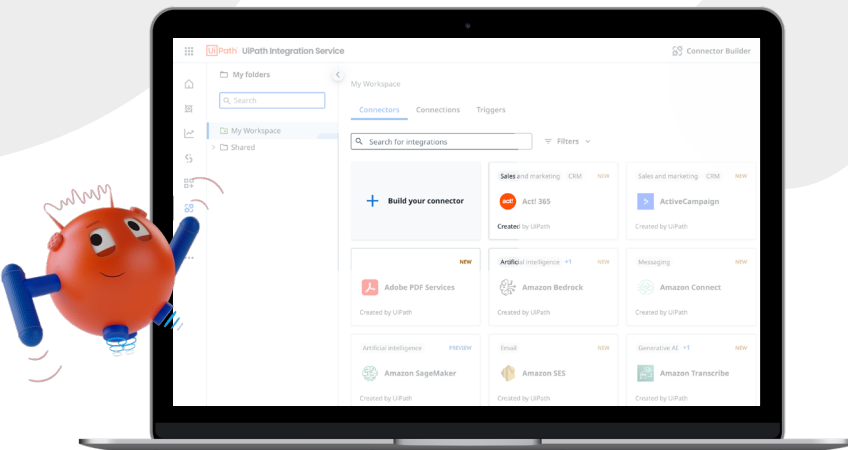 UiPath UiPath Integration Service
Connector Builder
My folders
Search
My Workspace
Shared
My Workspace
Connectors Connections Triggers
Search for integrations
Filters
Build your connector
Sales and marketing CRM NEW
act! Act! 365
Created by UiPath
Sales and marketing CRM NEW
ActiveCampaign
Created by UiPath
NEW
Adobe PDF Services
Created by UiPath
Artificial intelligence +1 NEW
Amazon Bedrock
Created by UiPath
Messaging NEW
Amazon Connect
Created by UiPath
Artificial intelligence PREVIEW
Amazon SageMaker
Created by UiPath
Email NEW
Amazon SES
Created by UiPath
Generative AI +1 NEW
Amazon Transcribe
Created by UiPath